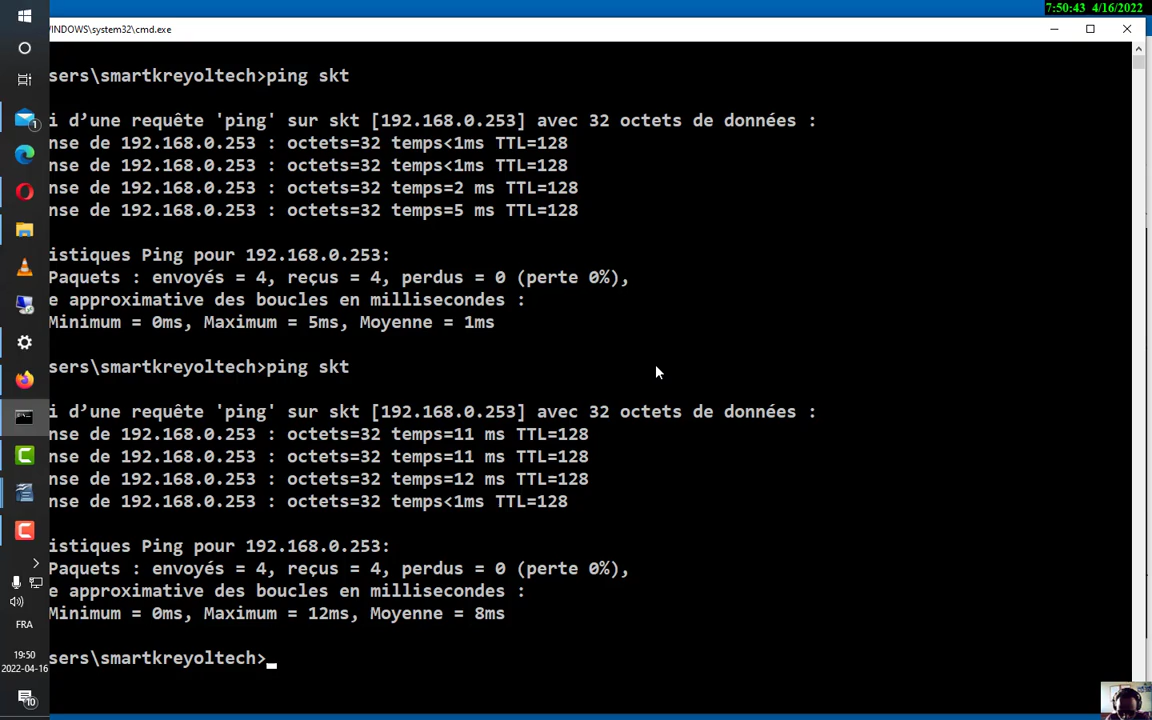 7:50:43 4/16/2022
INDOWS\system32\cmd.exe
sers\smartkreyoltech>ping skt
i d’une requête 'ping' sur skt [192.168.0.253] avec 32 octets de données :
nse de 192.168.0.253 : octets=32 temps<1ms TTL=128
nse de 192.168.0.253 : octets=32 temps<1ms TTL=128
nse de 192.168.0.253 : octets=32 temps=2 ms TTL=128
nse de 192.168.0.253 : octets=32 temps=5 ms TTL=128
istiques Ping pour 192.168.0.253:
Paquets : envoyés = 4, reçus = 4, perdus = 0 (perte 0%),
e approximative des boucles en millisecondes :
Minimum = 0ms, Maximum = 5ms, Moyenne = 1ms
sers\smartkreyoltech>ping skt
i d’une requête 'ping' sur skt [192.168.0.253] avec 32 octets de données :
nse de 192.168.0.253 : octets=32 temps=11 ms TTL=128
nse de 192.168.0.253 : octets=32 temps=11 ms TTL=128
nse de 192.168.0.253 : octets=32 temps=12 ms TTL=128
nse de 192.168.0.253 : octets=32 temps<1ms TTL=128
istiques Ping pour 192.168.0.253:
Paquets : envoyés = 4, reçus = 4, perdus = 0 (perte 0%),
e approximative des boucles en millisecondes :
Minimum = 0ms, Maximum = 12ms, Moyenne = 8ms
sers\smartkreyoltech>
1
FRA
19:50
2022-04-16
10